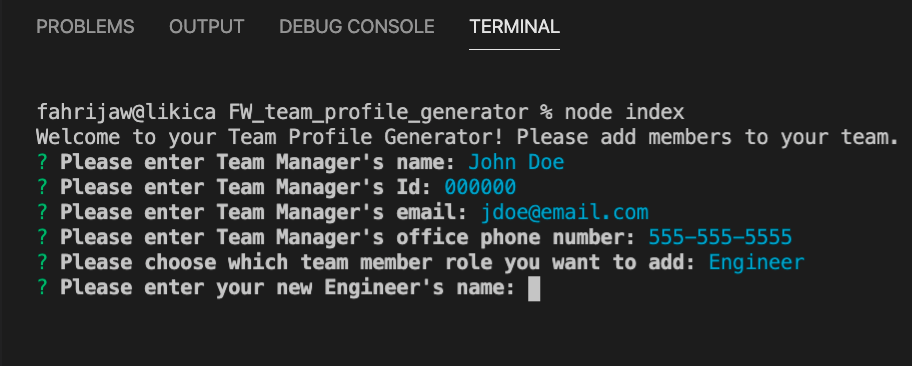 PROBLEMS OUTPUT DEBUG CONSOLE TERMINAL
fahrijaw@likica FW_team_profile_generator % node index
Welcome to your Team Profile Generator! Please add members to your team.
? Please enter Team Manager's name: John Doe
? Please enter Team Manager's Id: 000000
? Please enter Team Manager's email: jdoe@email.com
? Please enter Team Manager's office phone number: 555-555-5555
? Please choose which team member role you want to add: Engineer
? Please enter your new Engineer's name: